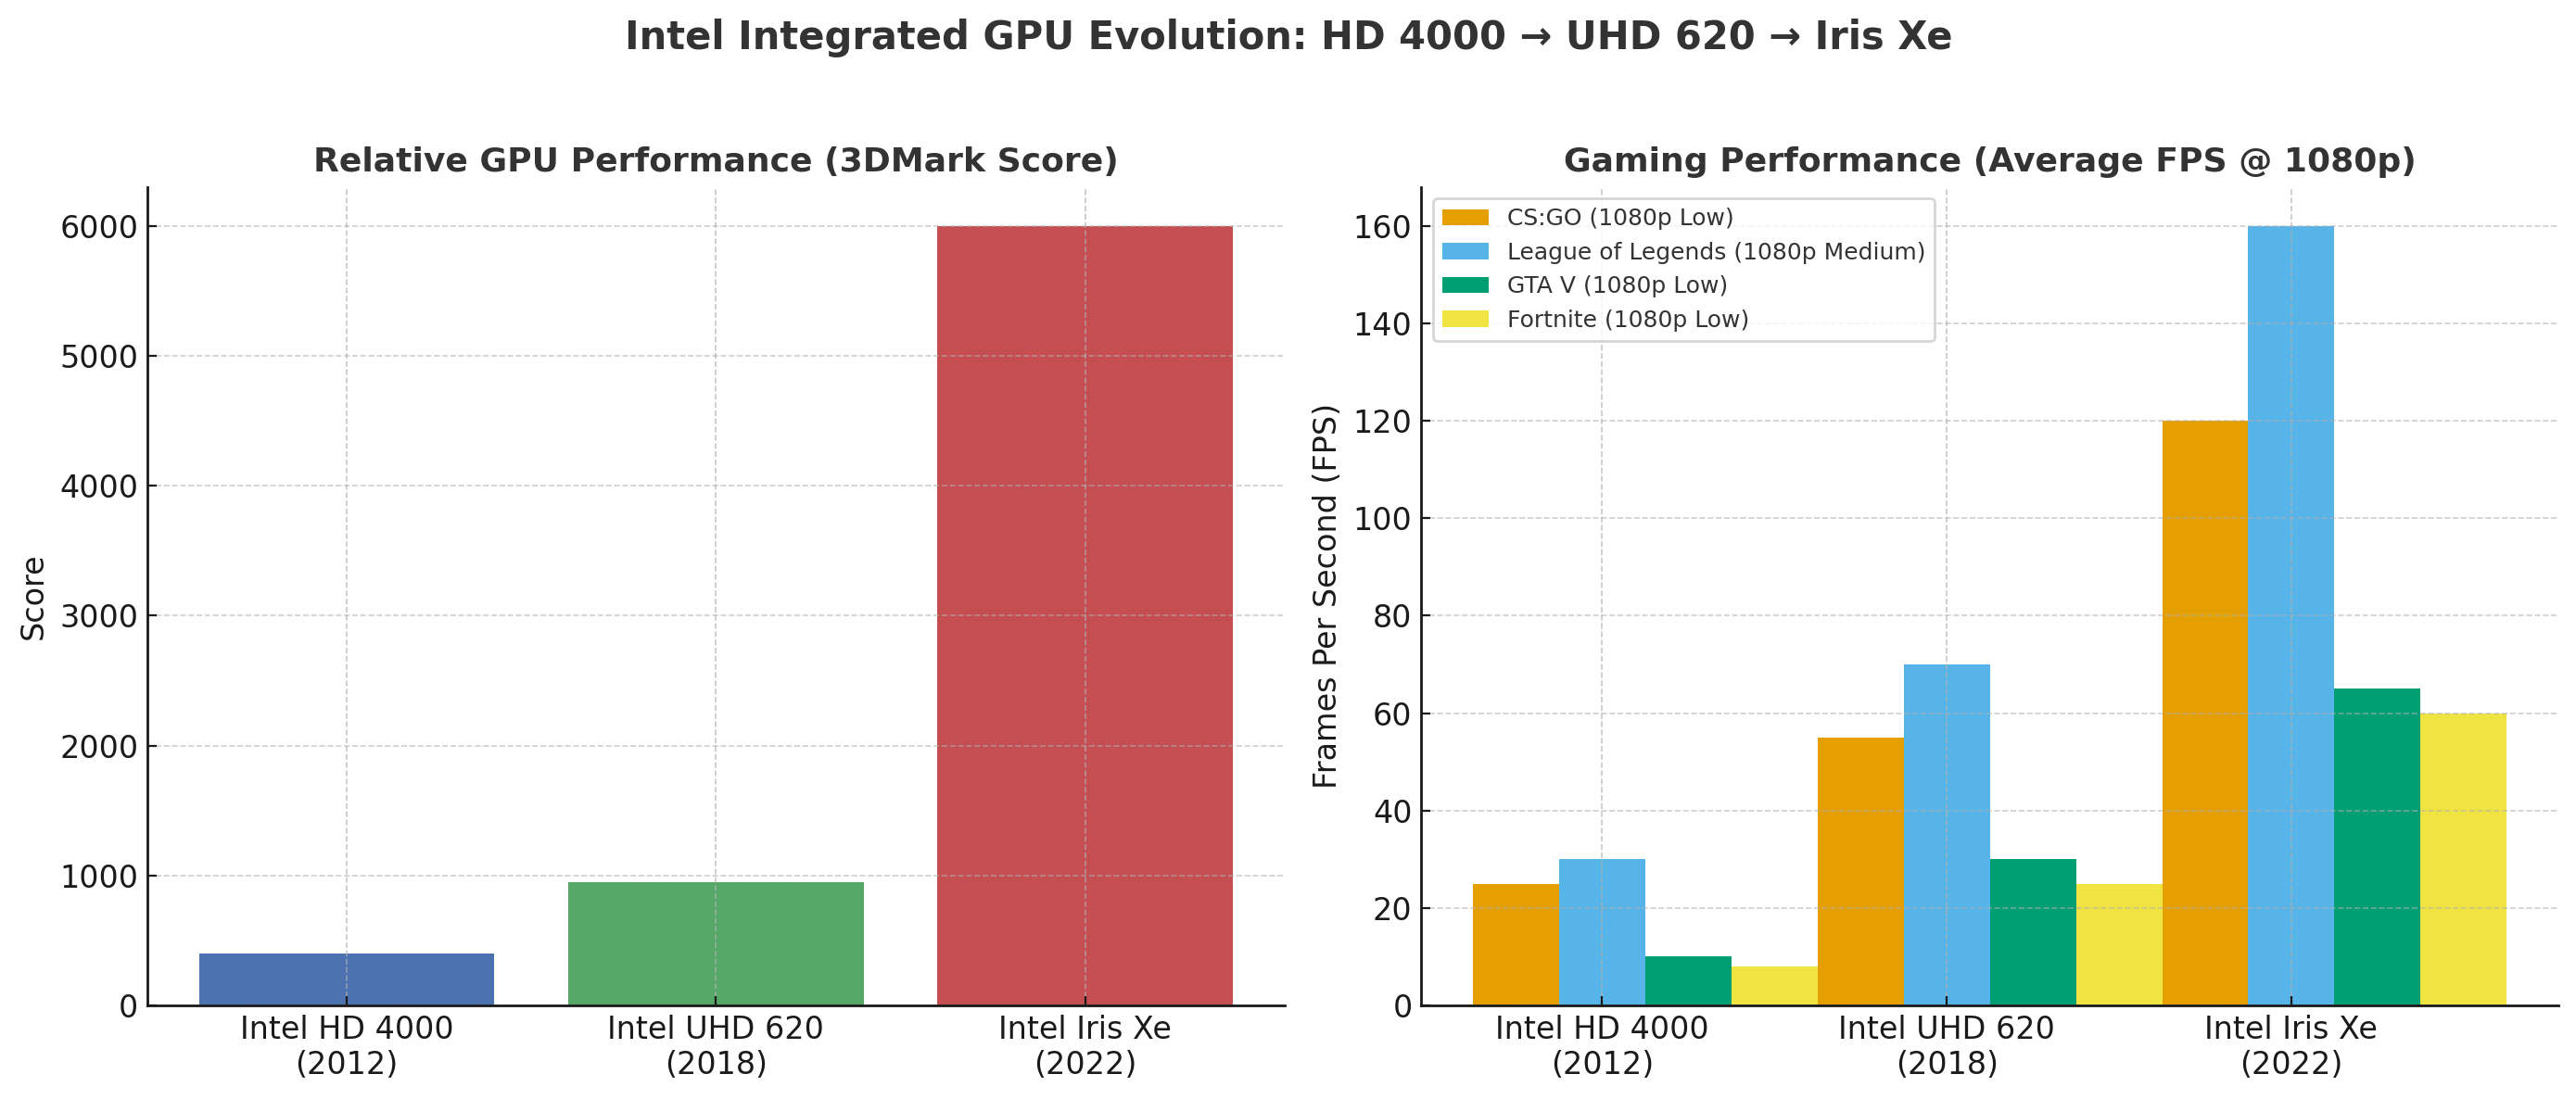 Intel Integrated GPU Evolution: HD 4000 → UHD 620 → Iris Xe
Relative GPU Performance (3DMark Score)
Score
6000
5000
4000
3000
2000
1000
0
Intel HD 4000
(2012)
Intel UHD 620
(2018)
Intel Iris Xe
(2022)
Gaming Performance (Average FPS @ 1080p)
Frames Per Second (FPS)
160
140
120
100
80
60
40
20
0
CS:GO (1080p Low)
League of Legends (1080p Medium)
GTA V (1080p Low)
Fortnite (1080p Low)
Intel HD 4000
(2012)
Intel UHD 620
(2018)
Intel Iris Xe
(2022)